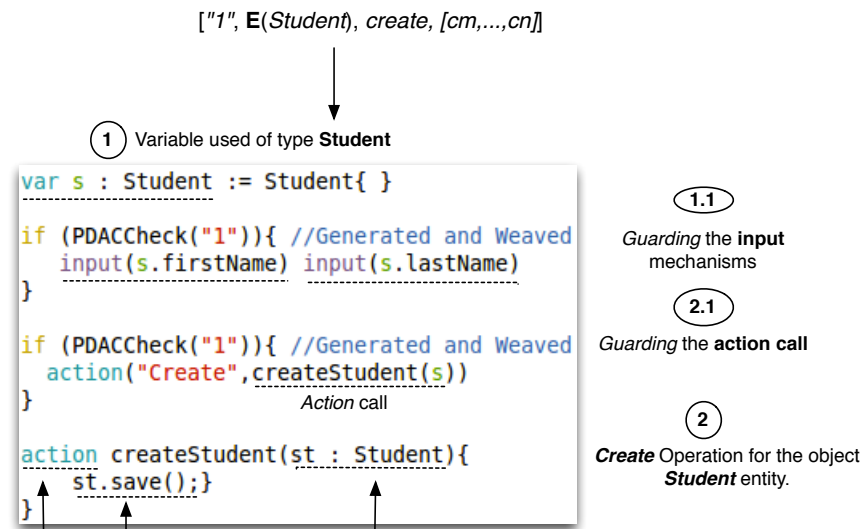 ["1", E(Student), create, [cm,...,cn]]
1 Variable used of type Student
var s : Student := Student{ }
if (PDACCheck("1")){ //Generated and Weaved
input(s.firstName) input(s.lastName)
}
if (PDACCheck("1")){ //Generated and Weaved
action("Create",createStudent(s))
}
Action call
action createStudent(st : Student){
st.save();}
}
1.1
Guarding the input
mechanisms
2.1
Guarding the action call
2
Create Operation for the object
Student entity.